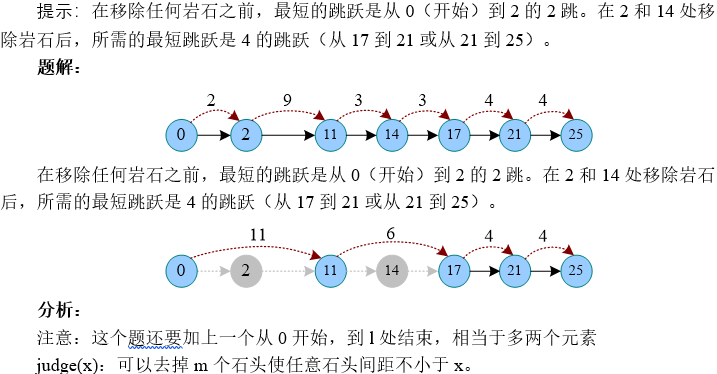 提示：在移除任何岩石之前，最短的跳跃是从 0（开始）到 2 的 2 跳。在 2 和 14 处移
除岩石后，所需的最短跳跃是 4 的跳跃（从 17 到 21 或从 21 到 25）。
题解：
2 9 3 3 4 4
0 2 11 14 17 21 25
在移除任何岩石之前，最短的跳跃是从 0（开始）到 2 的 2 跳。在 2 和 14 处移除岩石
后，所需的最短跳跃是 4 的跳跃（从 17 到 21 或从 21 到 25）。
11 6 4 4
0 2 11 14 17 21 25
分析：
注意：这个题还要加上一个从 0 开始，到 l 处结束，相当于多两个元素
judge(x)：可以去掉 m 个石头使任意石头间距不小于 x。